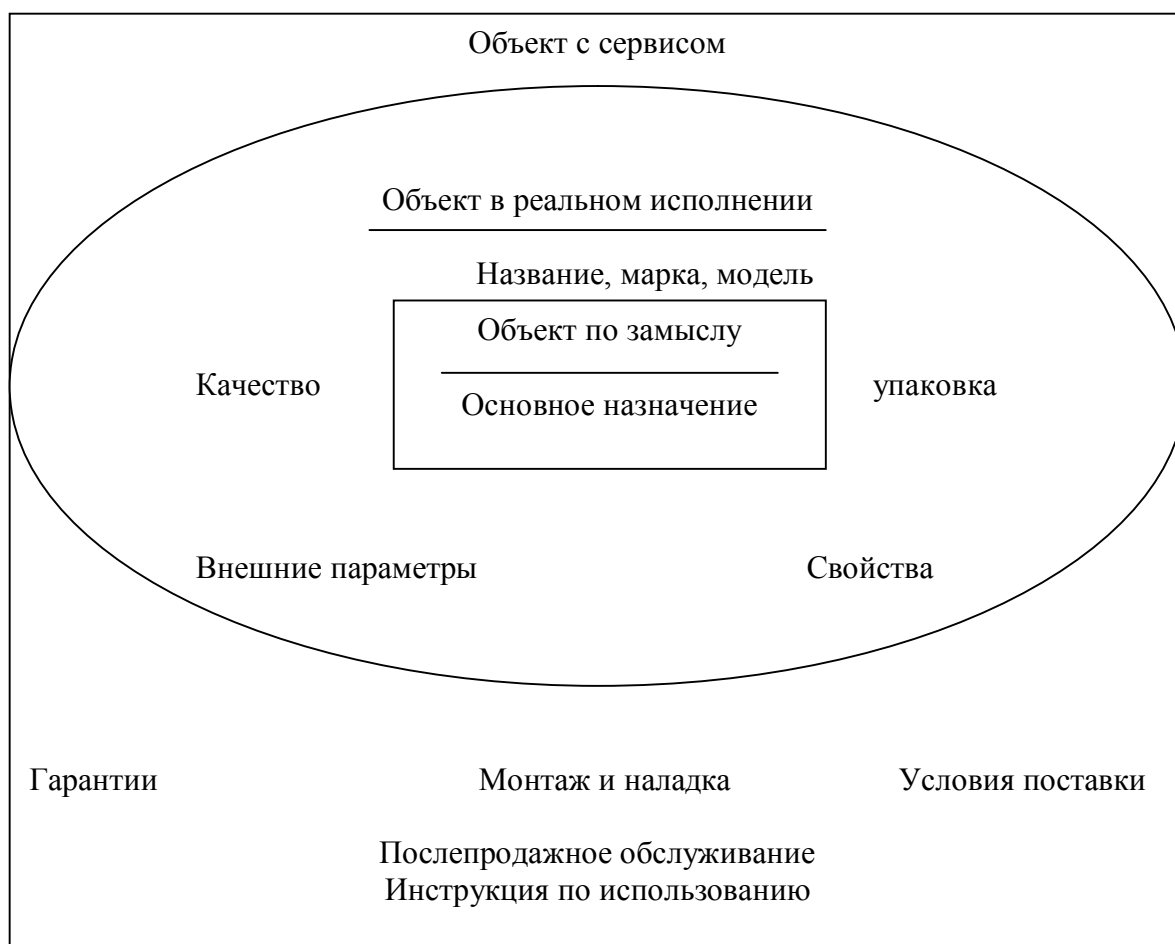 Объект с сервисом
Объект в реальном исполнении
Название, марка, модель
Объект по замыслу
Качество
упаковка
Основное назначение
Внешние параметры
Свойства
Гарантии
Монтаж и наладка
Условия поставки
Послепродажное обслуживание
Инструкция по использованию